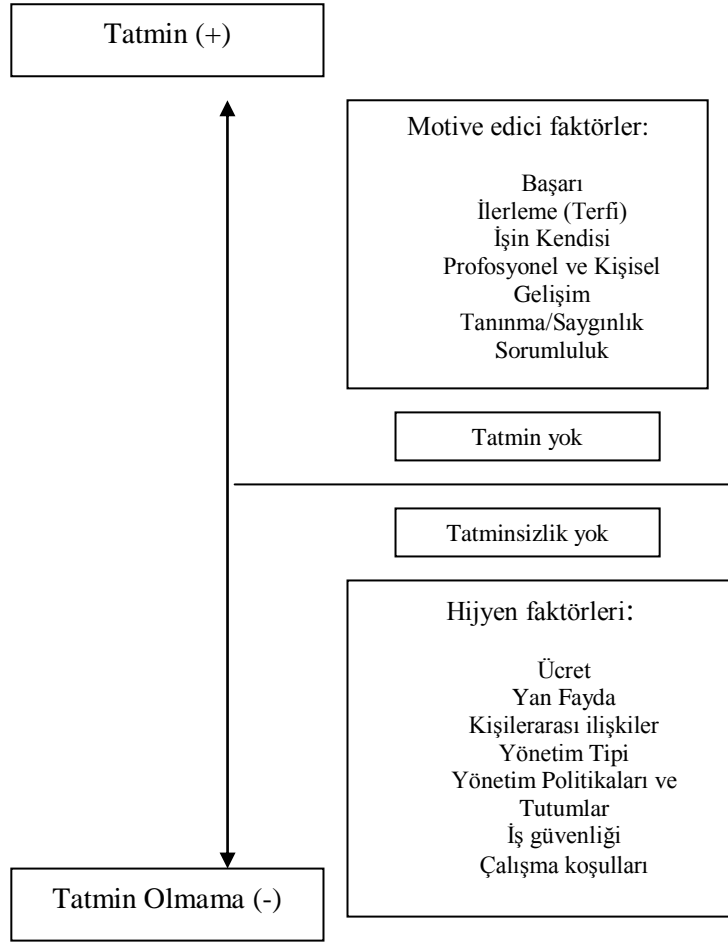 Tatmin (+)
Motive edici faktörler:
Başarı
İlerleme (Terfi)
İşin Kendisi
Profosyonel ve Kişisel
Gelişim
Tanınma/Saygınlık
Sorumluluk
Tatmin yok
Tatminsizlik yok
Hijyen faktörleri:
Ücret
Yan Fayda
Kişilerarası ilişkiler
Yönetim Tipi
Yönetim Politikaları ve
Tutumlar
İş güvenliği
Çalışma koşulları
Tatmin Olmama (-)